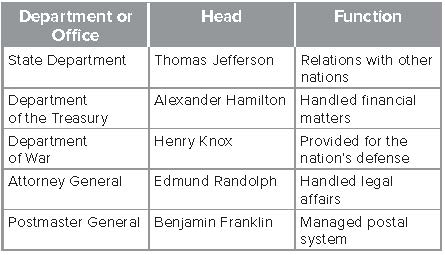 Department or Office Head Function
State Department Thomas Jefferson Relations with other nations
Department of the Treasury Alexander Hamilton Handled financial matters
Department of War Henry Knox Provided for the nation's defense
Attorney General Edmund Randolph Handled legal affairs
Postmaster General Benjamin Franklin Managed postal system